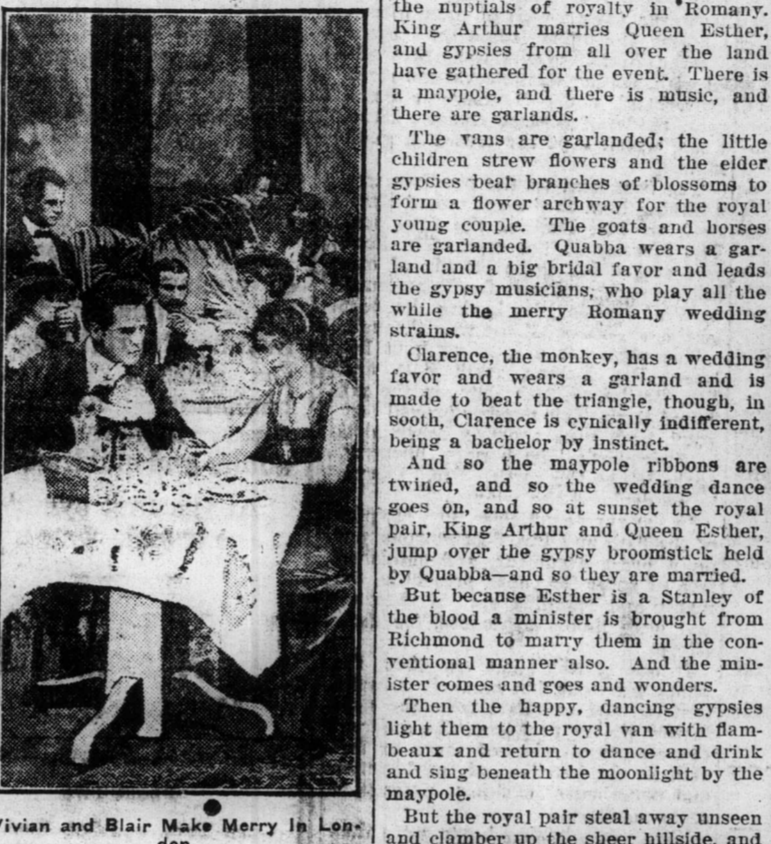 Vivian and Blair Make Merry In Lon-
don
the nuptials of royalty in Romany.
King Arthur marries Queen Esther,
and gypsies from all over the land
have gathered for the event. There is
a maypole, and there is music, and
there are garlands.
The vans are garlanded; the little
children strew flowers and the elder
gypsies bear branches of blossoms to
form a flower archway for the royal
young couple. The goats and horses
are garlanded. Quabba wears a gar-
land and a big bridal favor and leads
the gypsy musicians, who play all the
while the merry Romany wedding
strains.
Clarence, the monkey, has a wedding
favor and wears a garland and is
made to beat the triangle, though, in
sooth, Clarence is cynically indifferent,
being a bachelor by instinct.
And so the maypole ribbons are
twined, and so the wedding dance
goes on, and so at sunset the royal
pair, King Arthur and Queen Esther,
jump over the gypsy broomstick held
by Quabba—and so they are married.
But because Esther is a Stanley of
the blood a minister is brought from
Richmond to marry them in the con-
ventional manner also. And the min-
ister comes and goes and wonders.
Then the happy, dancing gypsies
light them to the royal van with flam-
beaux and return to dance and drink
and sing beneath the moonlight by the
maypole.
But the royal pair steal away unseen
and clamber up the sheer hillside, and